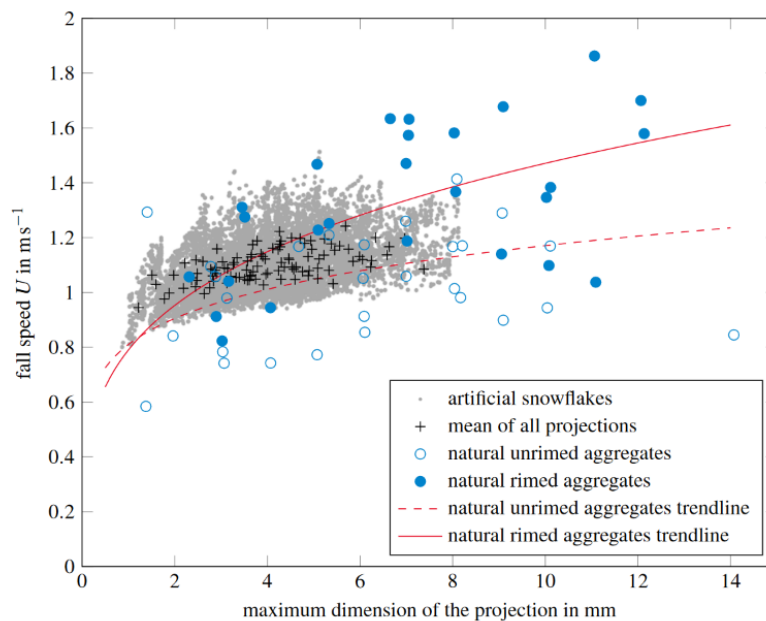 2
1.8
1.6
1.4
1.2
1
0.8
0.6
0.4
0.2
0
0 2 4 6 8 10 12 14
fall speed U in m s⁻¹
maximum dimension of the projection in mm
artificial snowflakes
mean of all projections
natural unrimed aggregates
natural rimed aggregates
natural unrimed aggregates trendline
natural rimed aggregates trendline